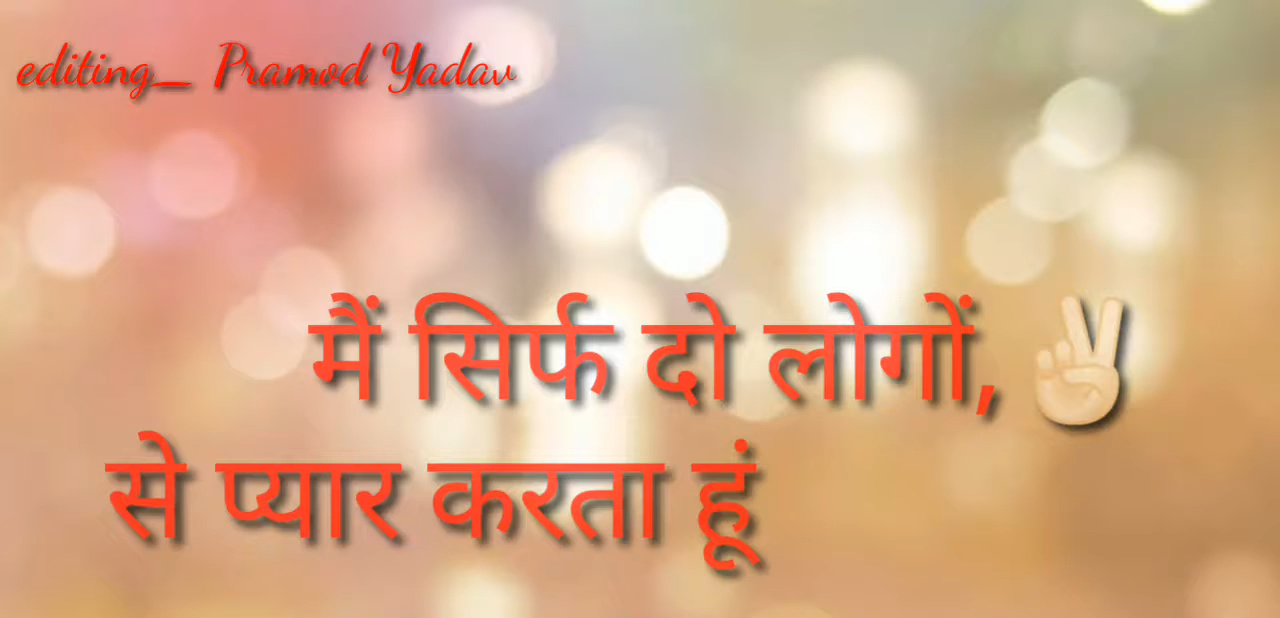 editing_ Pramod Yadav
मैं सिर्फ दो लोगों, ✌🏻
से प्यार करता हूं